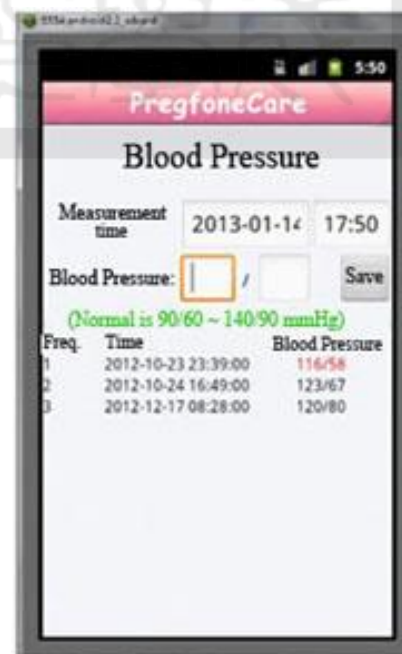 5:50
PregfoneCare
Blood Pressure
Measurement time 2013-01-14 17:50
Blood Pressure: / Save
(Normal is 90/60 ~ 140/90 mmHg)
Freq. Time Blood Pressure
1 2012-10-23 23:39:00 116/58
2 2012-10-24 16:49:00 123/67
3 2012-12-17 08:28:00 120/80